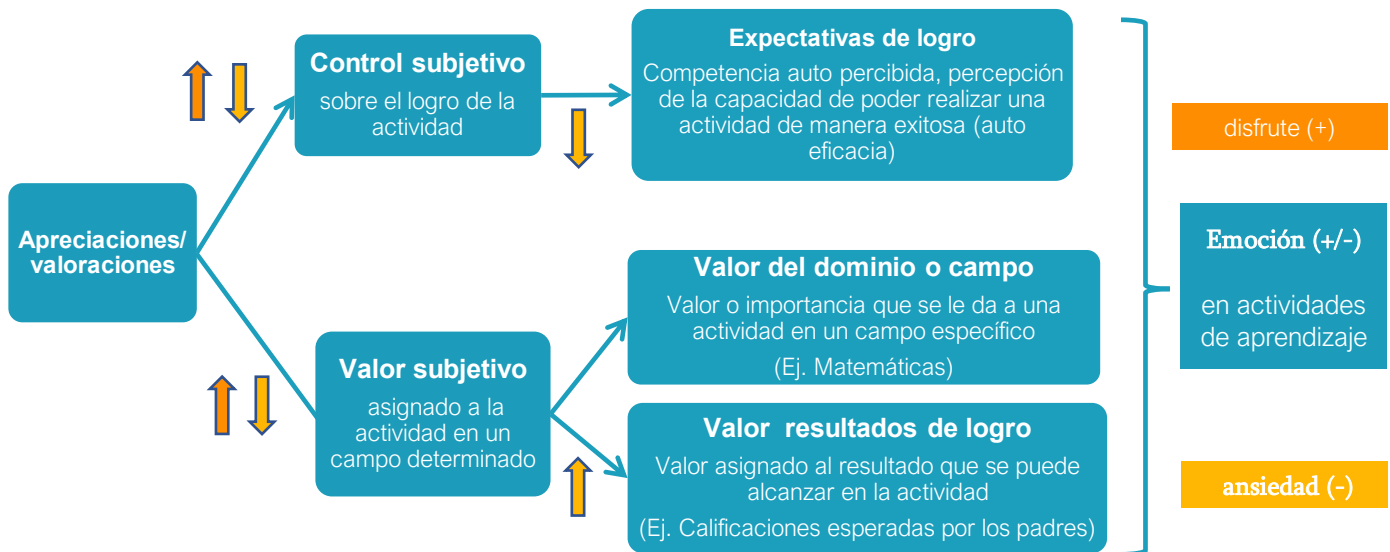 Control subjetivo
sobre el logro de la
actividad
Expectativas de logro
Competencia auto percibida, percepción
de la capacidad de poder realizar una
actividad de manera exitosa (auto
eficacia)
Apreciaciones/
valoraciones
Valor subjetivo
asignado a la
actividad en un
campo determinado
Valor del dominio o campo
Valor o importancia que se le da a una
actividad en un campo específico
(Ej. Matemáticas)
Valor resultados de logro
Valor asignado al resultado que se puede
alcanzar en la actividad
(Ej. Calificaciones esperadas por los padres)
disfrute (+)
Emoción (+/-)
en actividades
de aprendizaje
ansiedad (-)